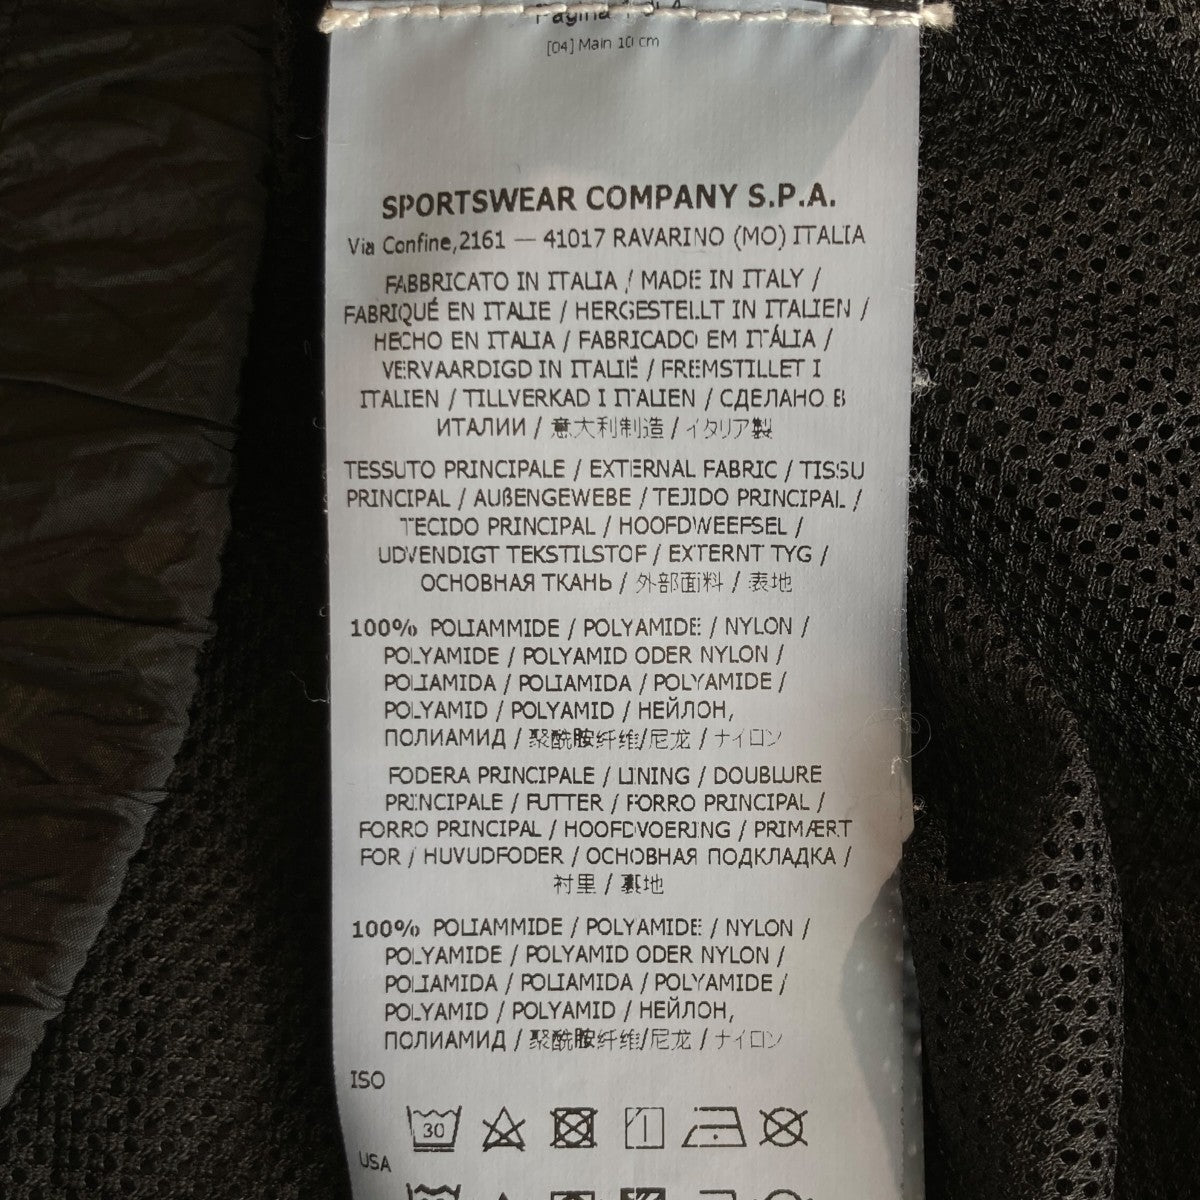 Pagina 1 di 4
[04] Main 10 cm
SPORTSWEAR COMPANY S.P.A.
Via Confine,2161 — 41017 RAVARINO (MO) ITALIA
FABBRICATO IN ITALIA / MADE IN ITALY /
FABRIQUÉ EN ITALIE / HERGESTELLT IN ITALIEN /
HECHO EN ITALIA / FABRICADO EM ITÁLIA /
VERVAARDIGD IN ITALIË / FREMSTILLET I
ITALIEN / TILLVERKAD I ITALIEN / СДЕЛАНО В
ИТАЛИИ / 意大利制造 / イタリア製
TESSUTO PRINCIPALE / EXTERNAL FABRIC / TISSU
PRINCIPAL / AUßENGEWEBE / TEJIDO PRINCIPAL /
TECIDO PRINCIPAL / HOOFDWEEFSEL /
UDVENDIGT TEKSTILSTOF / EXTERNT TYG /
ОСНОВНАЯ ТКАНЬ / 外部面料 / 表地
100% POLIAMMIDE / POLYAMIDE / NYLON /
POLYAMIDE / POLYAMID ODER NYLON /
POLIAMIDA / POLIAMIDA / POLYAMIDE /
POLYAMID / POLYAMID / НЕЙЛОН,
ПОЛИАМИД / 聚酰胺纤维/尼龙 / ナイロン
FODERA PRINCIPALE / LINING / DOUBLURE
PRINCIPALE / FUTTER / FORRO PRINCIPAL /
FORRO PRINCIPAL / HOOFDVOERING / PRIMÆRT
FOR / HUVUDFODER / ОСНОВНАЯ ПОДКЛАДКА /
衬里 / 裏地
100% POLIAMMIDE / POLYAMIDE / NYLON /
POLYAMIDE / POLYAMID ODER NYLON /
POLIAMIDA / POLIAMIDA / POLYAMIDE /
POLYAMID / POLYAMID / НЕЙЛОН,
ПОЛИАМИД / 聚酰胺纤维/尼龙 / ナイロン
ISO
30
USA